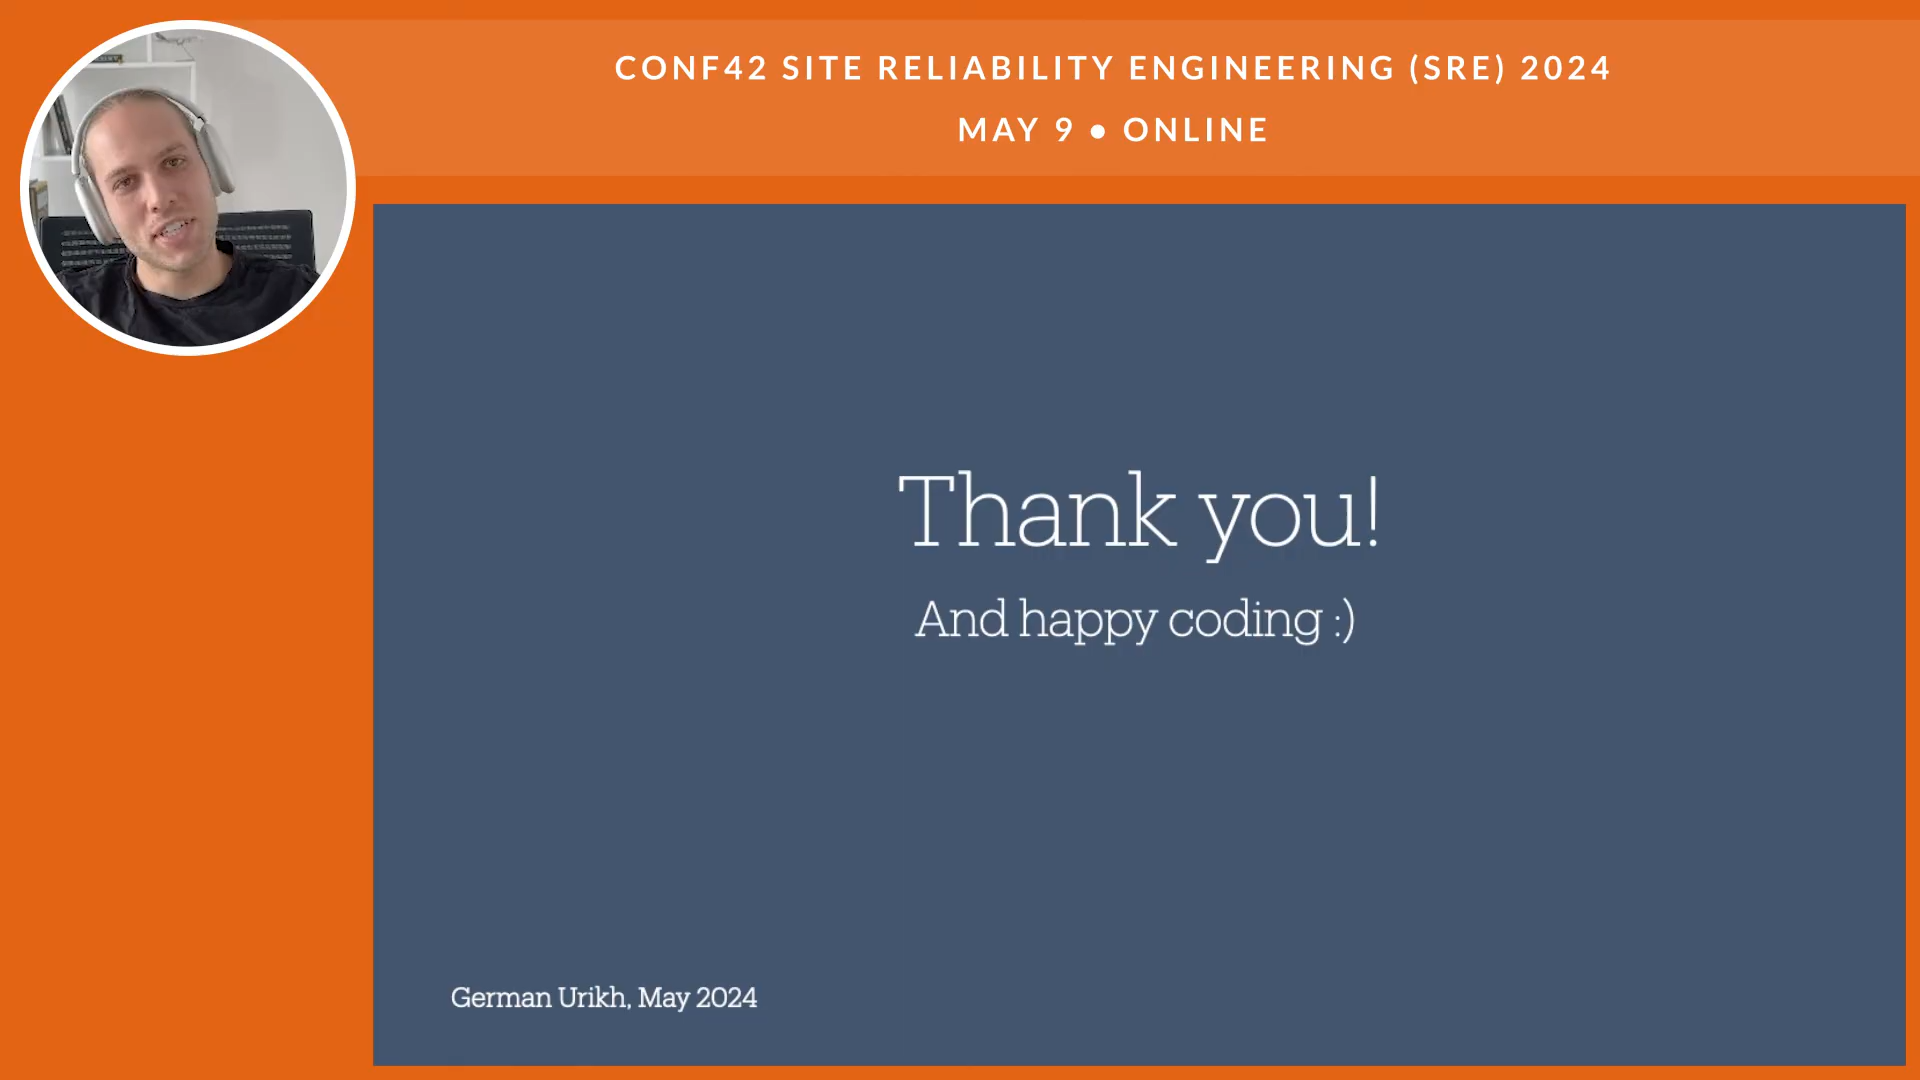 CONF42 SITE RELIABILITY ENGINEERING (SRE) 2024
MAY 9 • ONLINE
Thank you!
And happy coding :)
German Urikh, May 2024